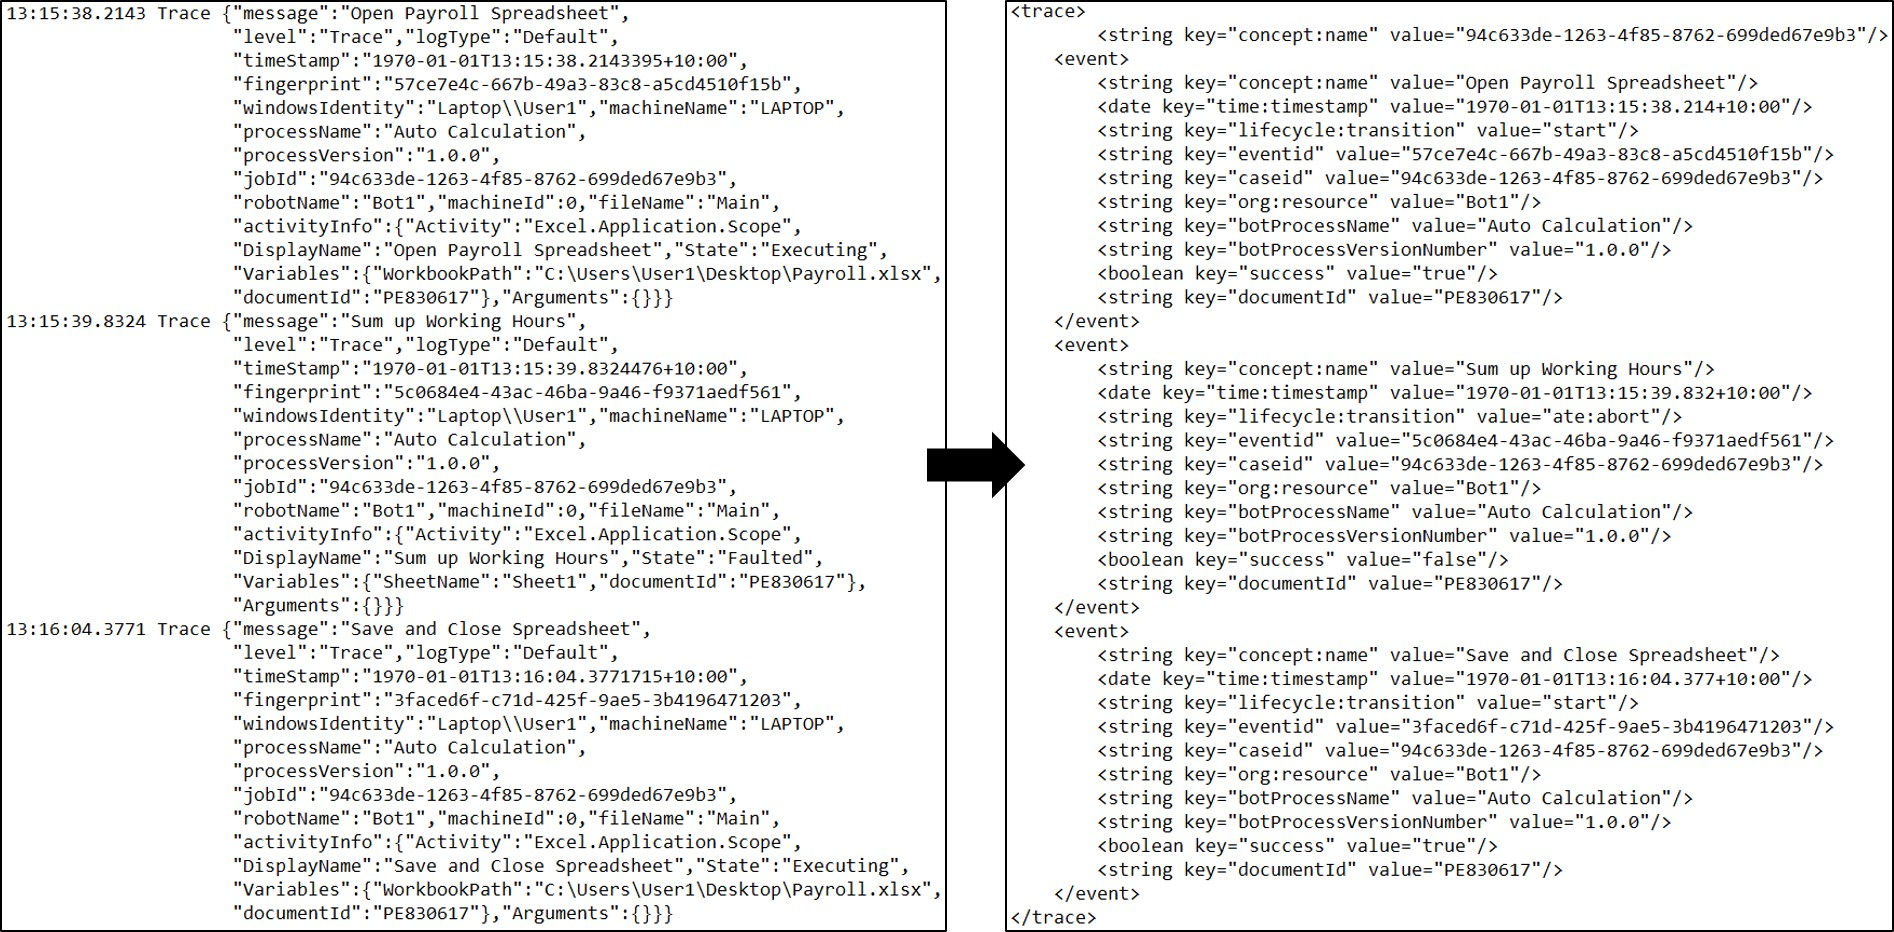 13:15:38.2143 Trace {"message":"Open Payroll Spreadsheet",
"level":"Trace","logType":"Default",
"timeStamp":"1970-01-01T13:15:38.2143395+10:00",
"fingerprint":"57ce7e4c-667b-49a3-83c8-a5cd4510f15b",
"windowsIdentity":"Laptop\\User1","machineName":"LAPTOP",
"processName":"Auto Calculation",
"processVersion":"1.0.0",
"jobId":"94c633de-1263-4f85-8762-699ded67e9b3",
"robotName":"Bot1","machineId":0,"fileName":"Main",
"activityInfo":{"Activity":"Excel.Application.Scope",
"DisplayName":"Open Payroll Spreadsheet","State":"Executing",
"Variables":{"WorkbookPath":"C:\Users\User1\Desktop\Payroll.xlsx",
"documentId":"PE830617"},"Arguments":{}}}
13:15:39.8324 Trace {"message":"Sum up Working Hours",
"level":"Trace","logType":"Default",
"timeStamp":"1970-01-01T13:15:39.8324476+10:00",
"fingerprint":"5c0684e4-43ac-46ba-9a46-f9371aedf561",
"windowsIdentity":"Laptop\\User1","machineName":"LAPTOP",
"processName":"Auto Calculation",
"processVersion":"1.0.0",
"jobId":"94c633de-1263-4f85-8762-699ded67e9b3",
"robotName":"Bot1","machineId":0,"fileName":"Main",
"activityInfo":{"Activity":"Excel.Application.Scope",
"DisplayName":"Sum up Working Hours","State":"Faulted",
"Variables":{"SheetName":"Sheet1","documentId":"PE830617"},
"Arguments":{}}}
13:16:04.3771 Trace {"message":"Save and Close Spreadsheet",
"level":"Trace","logType":"Default",
"timeStamp":"1970-01-01T13:16:04.3771715+10:00",
"fingerprint":"3faced6f-c71d-425f-9ae5-3b4196471203",
"windowsIdentity":"Laptop\\User1","machineName":"LAPTOP",
"processName":"Auto Calculation",
"processVersion":"1.0.0",
"jobId":"94c633de-1263-4f85-8762-699ded67e9b3",
"robotName":"Bot1","machineId":0,"fileName":"Main",
"activityInfo":{"Activity":"Excel.Application.Scope",
"DisplayName":"Save and Close Spreadsheet","State":"Executing",
"Variables":{"WorkbookPath":"C:\Users\User1\Desktop\Payroll.xlsx",
"documentId":"PE830617"},"Arguments":{}}}
<trace>
<string key="concept:name" value="94c633de-1263-4f85-8762-699ded67e9b3"/>
<event>
<string key="concept:name" value="Open Payroll Spreadsheet"/>
<date key="time:timestamp" value="1970-01-01T13:15:38.214+10:00"/>
<string key="lifecycle:transition" value="start"/>
<string key="eventid" value="57ce7e4c-667b-49a3-83c8-a5cd4510f15b"/>
<string key="caseid" value="94c633de-1263-4f85-8762-699ded67e9b3"/>
<string key="org:resource" value="Bot1"/>
<string key="botProcessName" value="Auto Calculation"/>
<string key="botProcessVersionNumber" value="1.0.0"/>
<boolean key="success" value="true"/>
<string key="documentId" value="PE830617"/>
</event>
<event>
<string key="concept:name" value="Sum up Working Hours"/>
<date key="time:timestamp" value="1970-01-01T13:15:39.832+10:00"/>
<string key="lifecycle:transition" value="ate:abort"/>
<string key="eventid" value="5c0684e4-43ac-46ba-9a46-f9371aedf561"/>
<string key="caseid" value="94c633de-1263-4f85-8762-699ded67e9b3"/>
<string key="org:resource" value="Bot1"/>
<string key="botProcessName" value="Auto Calculation"/>
<string key="botProcessVersionNumber" value="1.0.0"/>
<boolean key="success" value="false"/>
<string key="documentId" value="PE830617"/>
</event>
<event>
<string key="concept:name" value="Save and Close Spreadsheet"/>
<date key="time:timestamp" value="1970-01-01T13:16:04.377+10:00"/>
<string key="lifecycle:transition" value="start"/>
<string key="eventid" value="3faced6f-c71d-425f-9ae5-3b4196471203"/>
<string key="caseid" value="94c633de-1263-4f85-8762-699ded67e9b3"/>
<string key="org:resource" value="Bot1"/>
<string key="botProcessName" value="Auto Calculation"/>
<string key="botProcessVersionNumber" value="1.0.0"/>
<boolean key="success" value="true"/>
<string key="documentId" value="PE830617"/>
</event>
</trace>